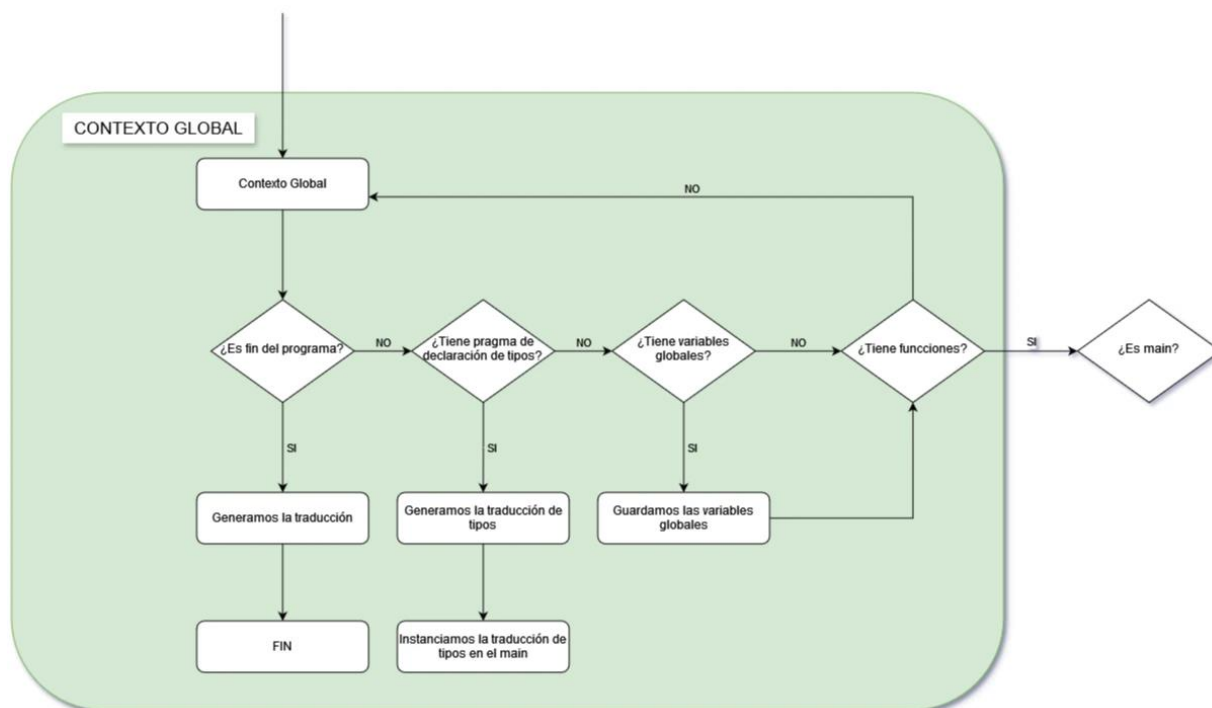 CONTEXTO GLOBAL
Contexto Global
NO
¿Es fin del programa?
NO
¿Tiene pragma de
declaración de tipos?
NO
¿Tiene variables
globales?
NO
¿Tiene funcciones?
SI
¿Es main?
SI
SI
SI
Generamos la traducción
Generamos la traducción de
tipos
Guardamos las variables
globales
FIN
Instanciamos la traducción de
tipos en el main